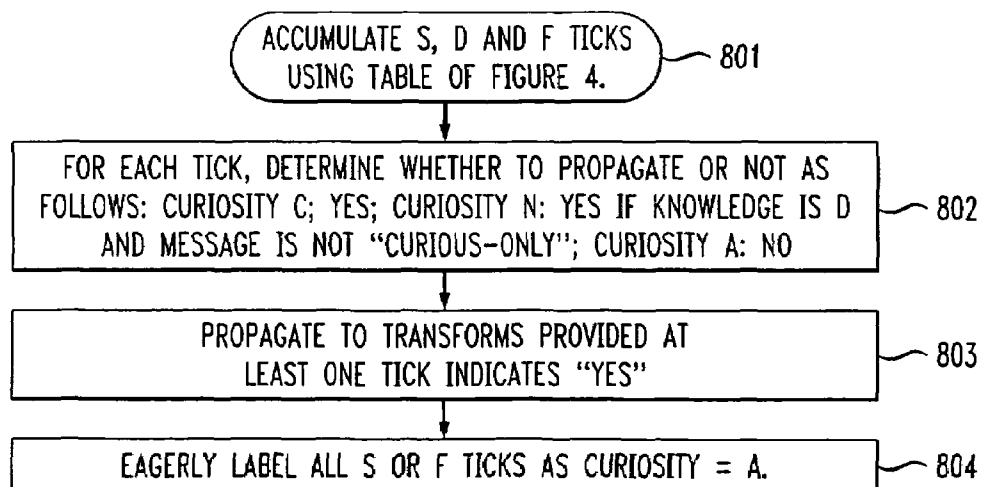 ACCUMULATE S, D AND F TICKS
USING TABLE OF FIGURE 4.
801
FOR EACH TICK, DETERMINE WHETHER TO PROPAGATE OR NOT AS
FOLLOWS: CURIOSITY C; YES; CURIOSITY N: YES IF KNOWLEDGE IS D
AND MESSAGE IS NOT "CURIOUS-ONLY"; CURIOSITY A: NO
802
PROPAGATE TO TRANSFORMS PROVIDED AT
LEAST ONE TICK INDICATES "YES"
803
EAGERLY LABEL ALL S OR F TICKS AS CURIOSITY = A.
804